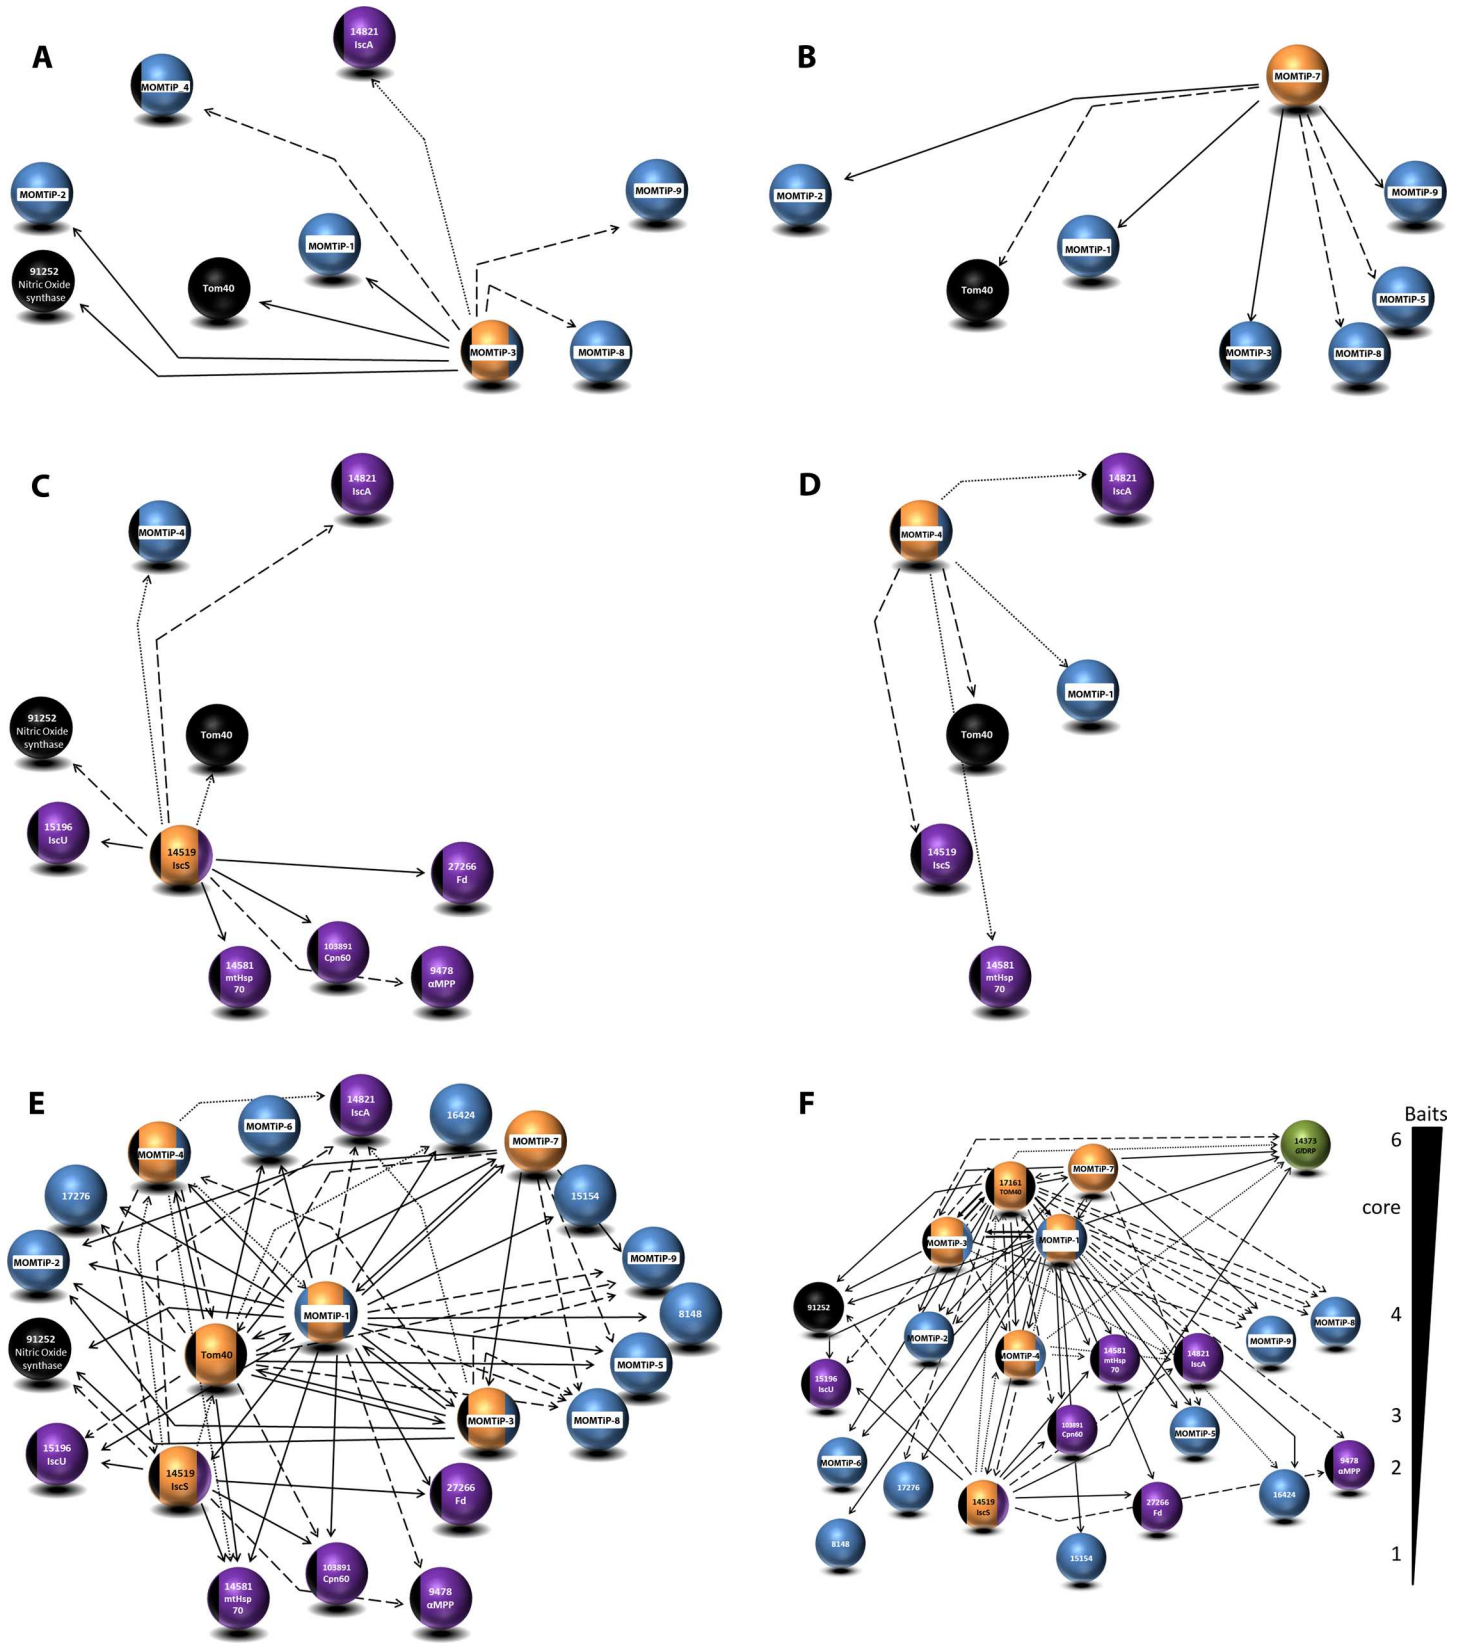 A
14821
IscA
MOMTiP_4
MOMTiP-2
MOMTiP-9
91252
Nitric Oxide
synthase
Tom40
MOMTiP-1
MOMTiP-3
MOMTiP-8
B
MOMTiP-7
MOMTiP-2
MOMTiP-9
MOMTiP-1
Tom40
MOMTiP-5
MOMTiP-3
MOMTiP-8
C
14821
IscA
MOMTiP-4
91252
Nitric Oxide
synthase
Tom40
15196
IscU
14519
IscS
27266
Fd
103891
Cpn60
14581
mtHsp
70
9478
αMPP
D
14821
IscA
MOMTiP-4
MOMTiP-1
Tom40
14519
IscS
14581
mtHsp
70
E
14821
IscA
16424
MOMTiP-6
MOMTiP-7
MOMTiP-4
17276
15154
MOMTiP-2
MOMTiP-9
MOMTiP-1
8148
91252
Nitric Oxide
synthase
Tom40
MOMTiP-5
MOMTiP-3
MOMTiP-8
15196
IscU
14519
IscS
27266
Fd
103891
Cpn60
14581
mtHsp
70
9478
αMPP
F
Baits
6
14373
GlDRP
MOMTiP-7
17161
TOM40
core
MOMTiP-3
MOMTiP-1
91252
4
MOMTiP-8
MOMTiP-2
MOMTiP-9
MOMTiP-4
14581
mtHsp
70
14821
IscA
15196
IscU
3
103891
Cpn60
MOMTiP-5
MOMTiP-6
2
9478
αMPP
17276
14519
IscS
27266
Fd
16424
8148
15154
1